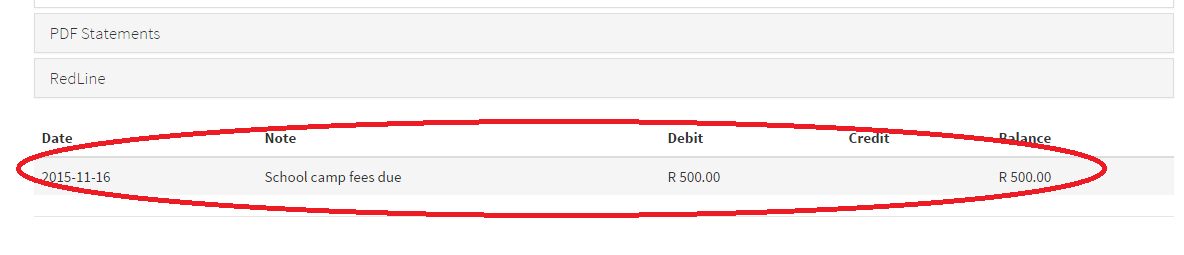 PDF Statements
RedLine
Date Note Debit Credit Balance
2015-11-16 School camp fees due R 500.00 R 500.00